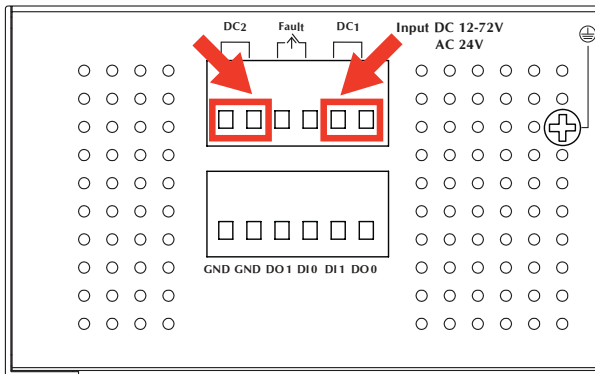 DC2 Fault DC1 Input DC 12-72V
AC 24V
GND GND DO1 DI0 DI1 DO0